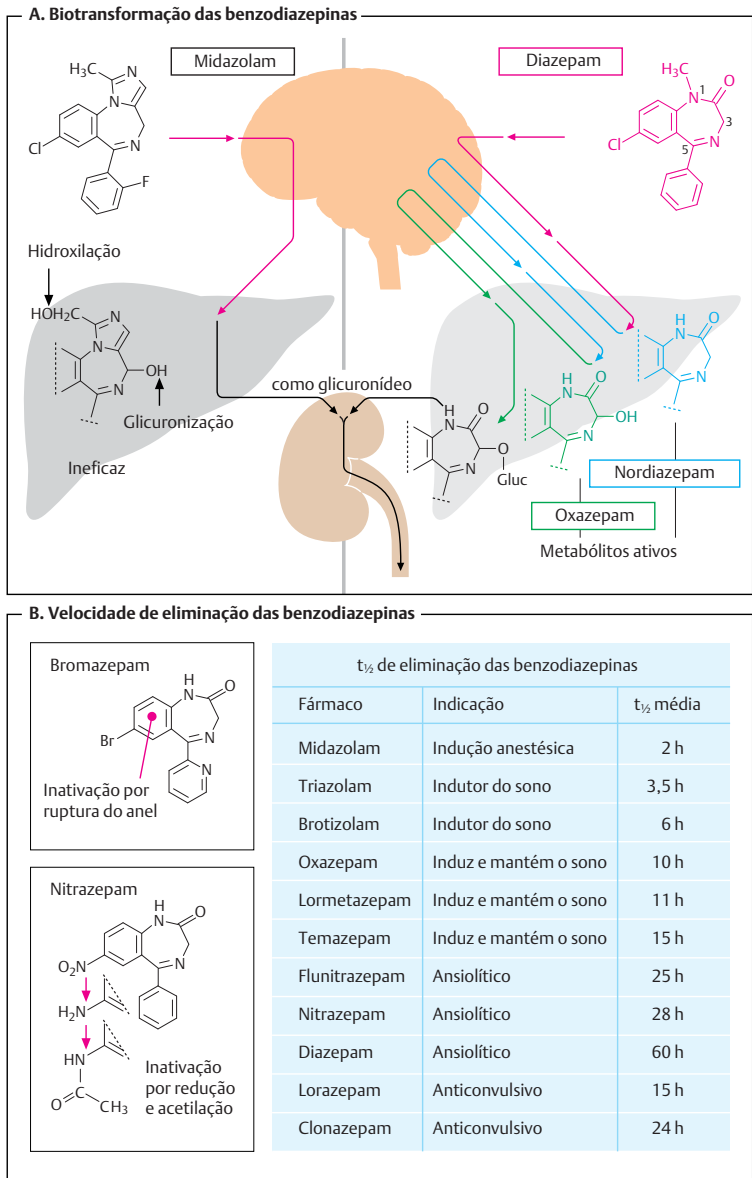 A. Biotransformação das benzodiazepinas
Midazolam
Diazepam
H3C
N
N
N
Cl
F
CH3
N
1
O
3
N
5
Cl
Hidroxilação
HOH2C
N
N
N
OH
Glicuronização
Ineficaz
como glicuronídeo
H
N
O
N
O
Gluc
H
N
O
OH
N
H
N
O
N
Nordiazepam
Oxazepam
Metabólitos ativos
B. Velocidade de eliminação das benzodiazepinas
Bromazepam
H
N
O
N
Br
N
Inativação por
ruptura do anel
Nitrazepam
H
N
O
N
O2N
H2N
HN
C
O
CH3
Inativação
por redução
e acetilação
t½ de eliminação das benzodiazepinas
Fármaco Indicação t½ média
Midazolam Indução anestésica 2 h
Triazolam Indutor do sono 3,5 h
Brotizolam Indutor do sono 6 h
Oxazepam Induz e mantém o sono 10 h
Lormetazepam Induz e mantém o sono 11 h
Temazepam Induz e mantém o sono 15 h
Flunitrazepam Ansiolítico 25 h
Nitrazepam Ansiolítico 28 h
Diazepam Ansiolítico 60 h
Lorazepam Anticonvulsivo 15 h
Clonazepam Anticonvulsivo 24 h